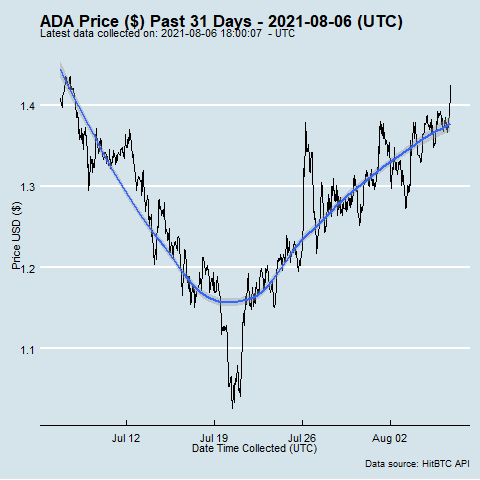 ADA Price ($) Past 31 Days - 2021-08-06 (UTC)
Latest data collected on: 2021-08-06 18:00:07  - UTC
1.4
1.3
1.2
1.1
Price USD ($)
Jul 12
Jul 19
Jul 26
Aug 02
Date Time Collected (UTC)
Data source: HitBTC API